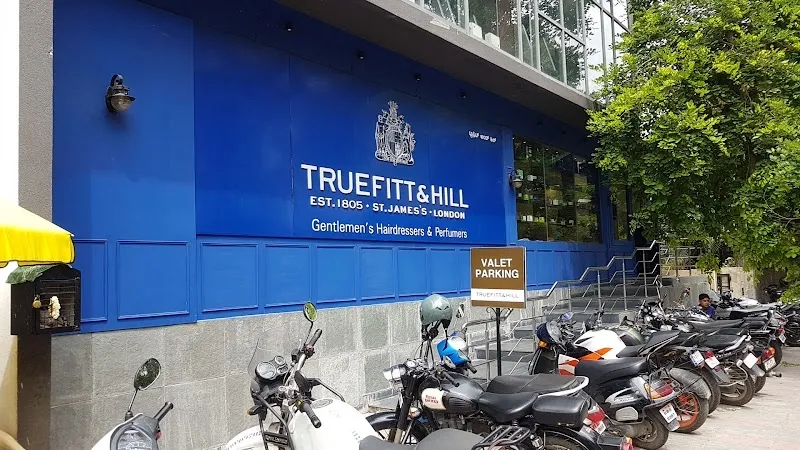 ಟ್ರೂಫಿಟ್ ಅಂಡ್ ಹಿಲ್
TRUEFITT&HILL
EST.1805 • ST.JAMES'S • LONDON
Gentlemen's Hairdressers & Perfumers
VALET
PARKING
TRUEFITT&HILL